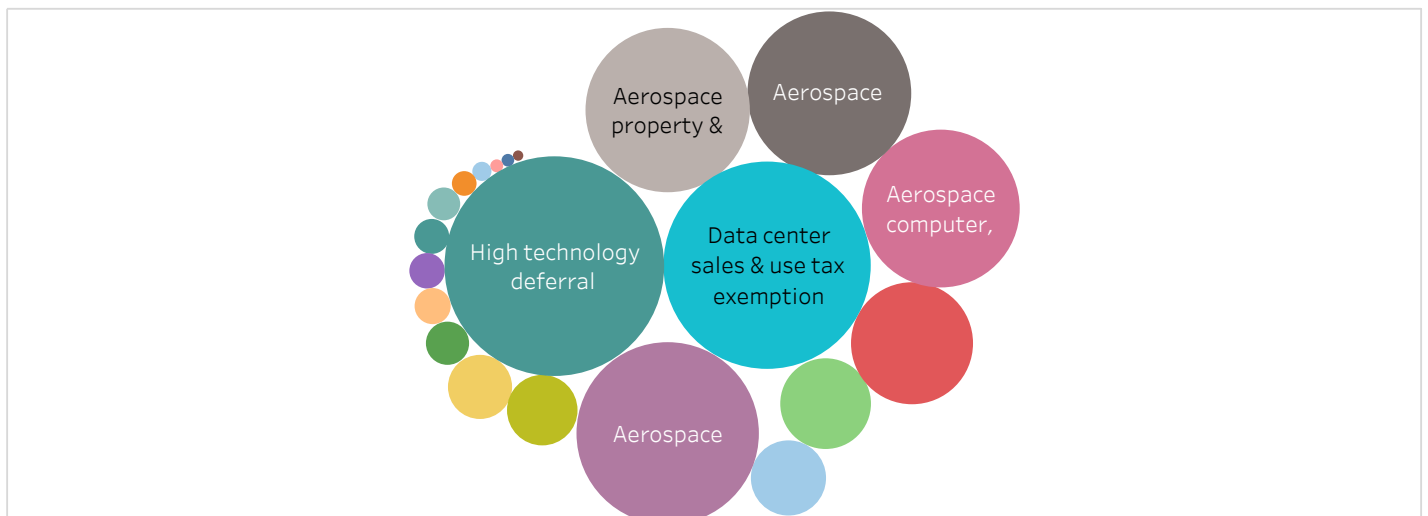 Aerospace
property &
Aerospace
Aerospace
computer,
High technology
deferral
Data center
sales & use tax
exemption
Aerospace